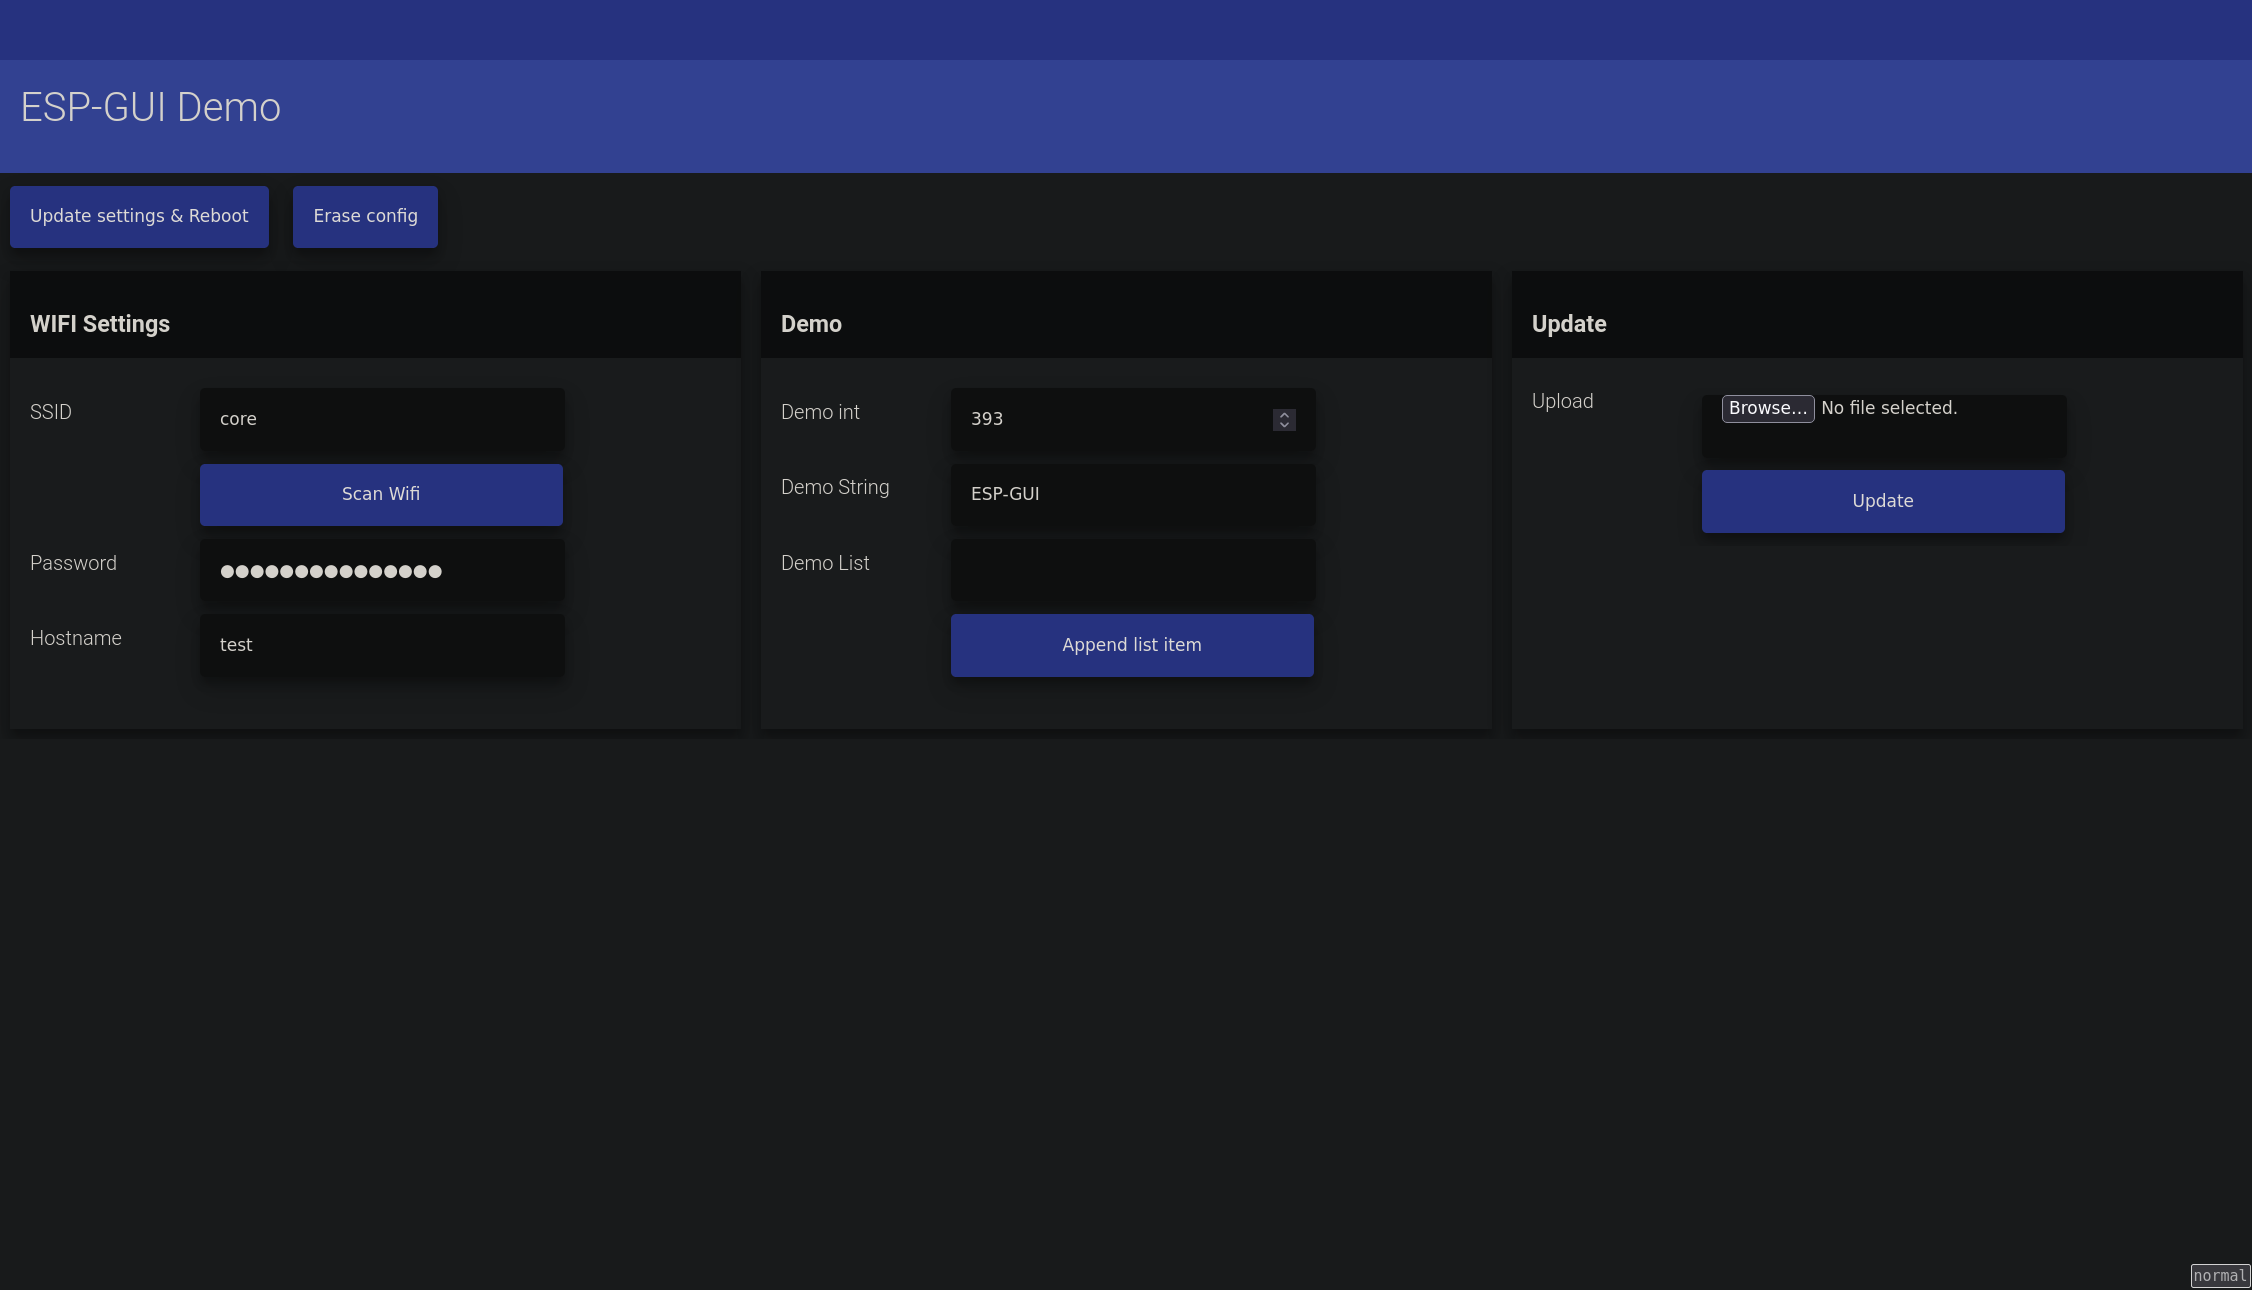 ESP-GUI Demo
Update settings & Reboot
Erase config
WIFI Settings
SSID
core
Scan Wifi
Password
●●●●●●●●●●●●●●●
Hostname
test
Demo
Demo int
393
Demo String
ESP-GUI
Demo List
Append list item
Update
Upload
Browse... No file selected.
Update
normal